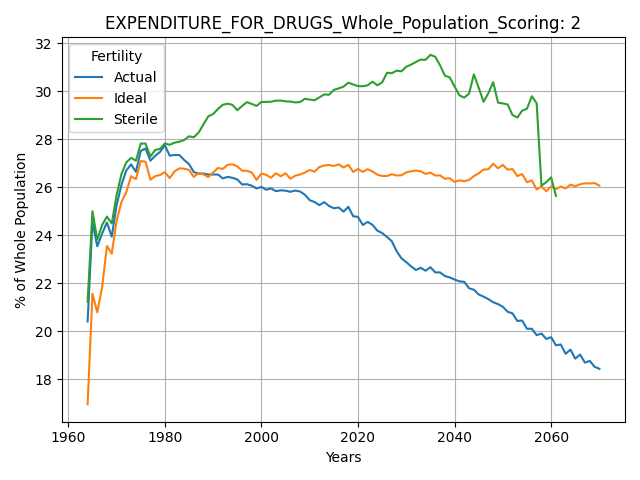 EXPENDITURE_FOR_DRUGS_Whole_Population_Scoring: 2
Fertility
Actual
Ideal
Sterile
% of Whole Population
32
30
28
26
24
22
20
18
1960
1980
2000
2020
2040
2060
Years